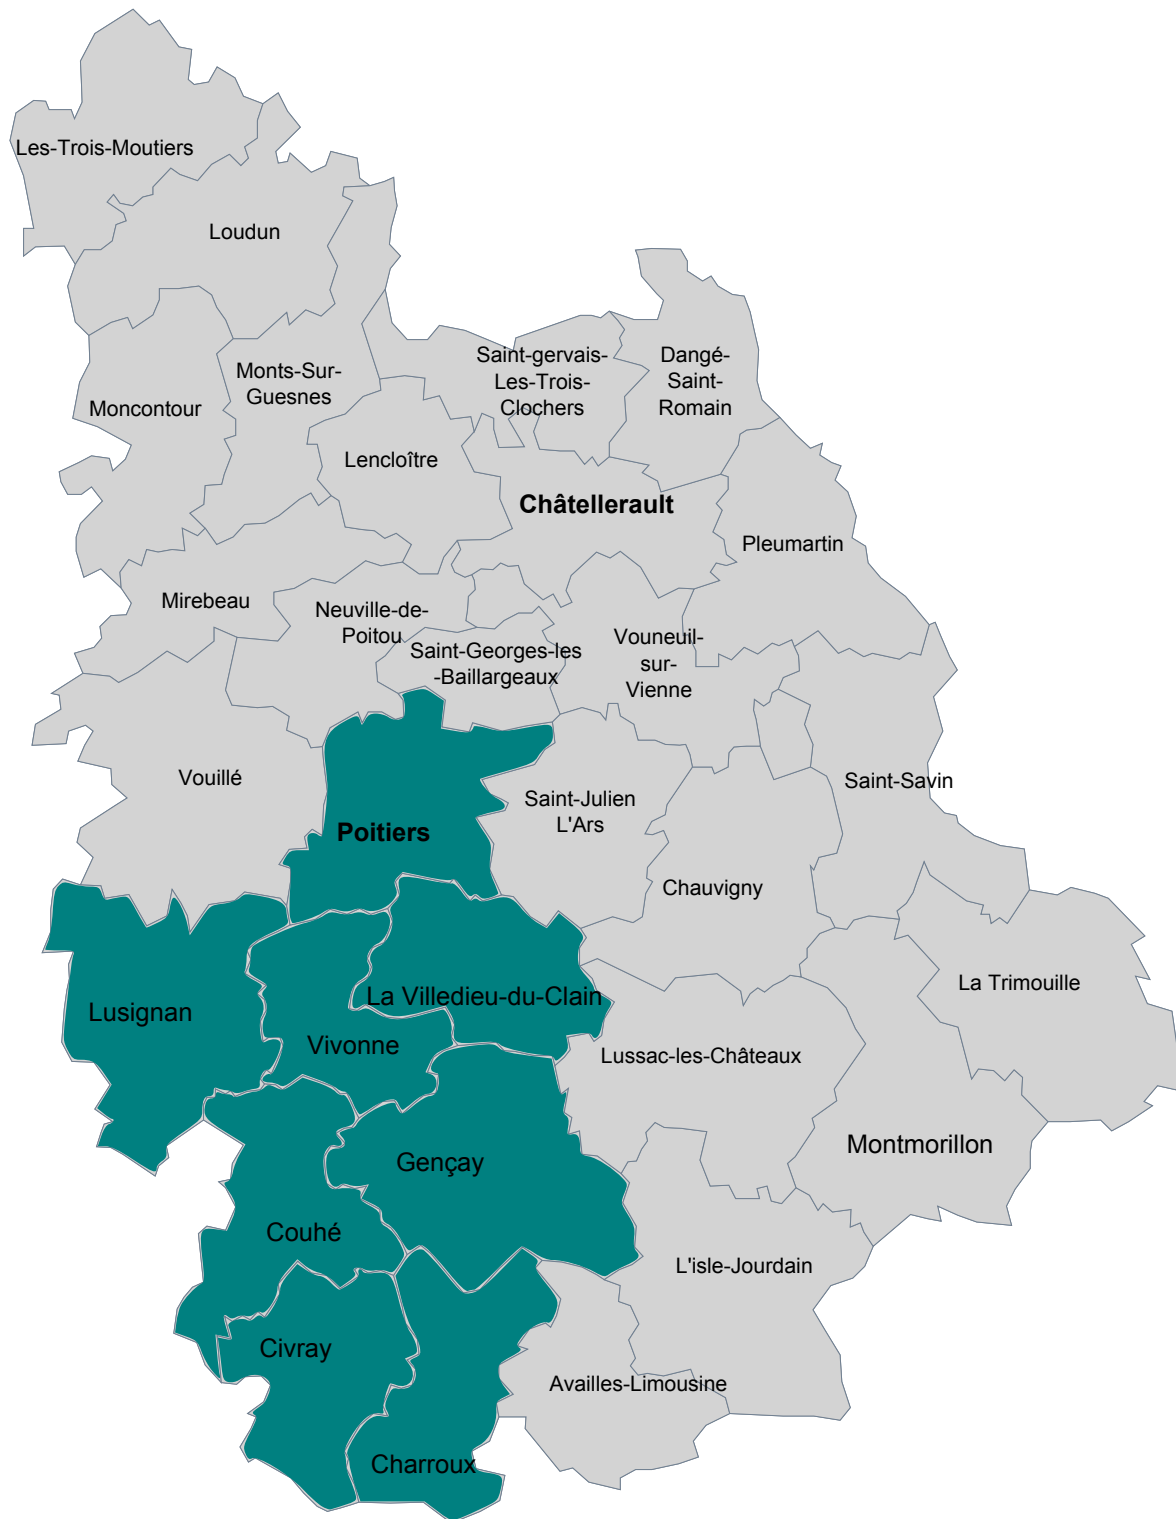 Les-Trois-Moutiers
Loudun
Saint-gervais-
Les-Trois-
Clochers
Dangé-
Saint-
Romain
Monts-Sur-
Guesnes
Moncontour
Lencloître
Châtellerault
Pleumartin
Mirebeau
Neuville-de-
Poitou
Saint-Georges-les
-Baillargeaux
Vouneuil-
sur-
Vienne
Vouillé
Saint-Savin
Saint-Julien
L'Ars
Poitiers
Chauvigny
La Trimouille
La Villedieu-du-Clain
Lusignan
Vivonne
Lussac-les-Châteaux
Montmorillon
Gençay
Couhé
L'isle-Jourdain
Civray
Availles-Limousine
Charroux